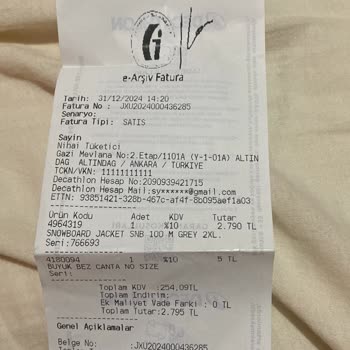 e-Arşiv Fatura
Tarih: 31/12/2024 14:20
Fatura No : JXU2024000436285
Senaryo:
Fatura Tipi: SATIS
Sayin
Nihai Tuketici
Gazi Mevlana No:2.Etap/1101A (Y-1-01A) ALTIN
DAG ALTINDAG / ANKARA / TÜRKIYE
TCKN/VKN: 11111111111
Decathlon Hesap No:2090939421715
Decathlon Hesap Mail:sy******@gmail.com
ETTN: 93851421-328b-467c-af4f-8b095aef1a03
Ürün Kodu Adet KDV Tutar
4964319 1 %10 2.790 TL
SNOWBOARD JACKET SNB 100 M GREY 2XL.
Seri:766693
4180094 1 %10 5 TL
BUYUK BEZ CANTA NO SIZE
Seri:
Toplam KDV :254,09TL
Toplam Indirim:
Ek Maliyet Vade Farki : 0 TL
Toplam Tutar:2.795 TL
Genel Açıklamalar
Belge No: :JXU2024000436285